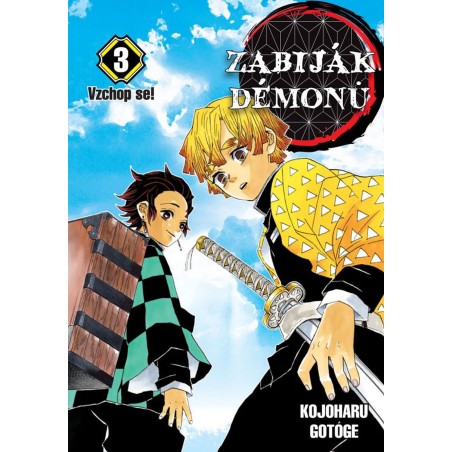 3
Vzchop se!
ZABIJÁK
DÉMONŮ
KOJOHARU
GOTÓGE